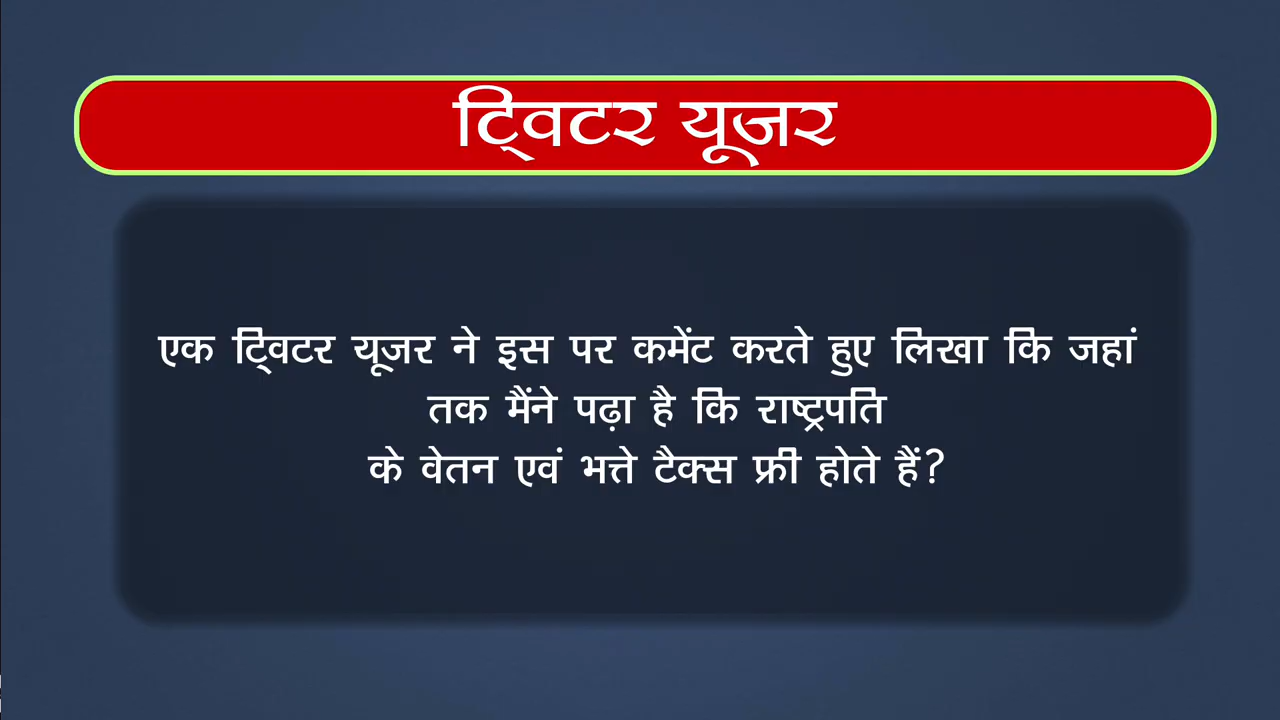 ट्विटर यूजर
एक ट्विटर यूजर ने इस पर कमेंट करते हुए लिखा कि जहां
तक मैंने पढ़ा है कि राष्ट्रपति
के वेतन एवं भत्ते टैक्स फ्री होते हैं?